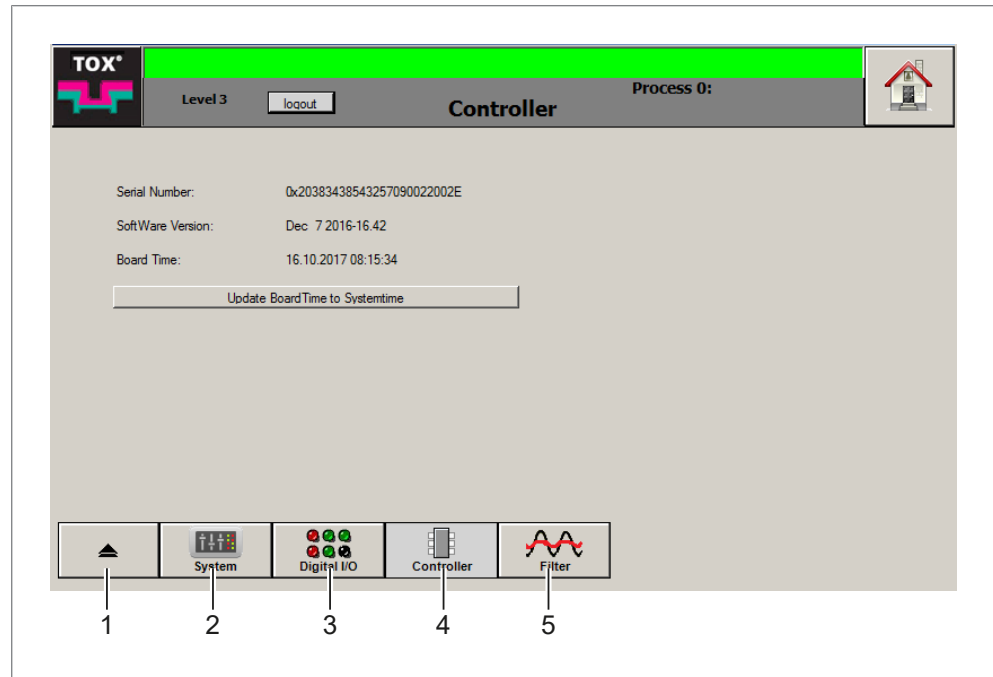 TOX®
Level 3 logout Controller Process 0:
Serial Number: 0x20383438543257090022002E
SoftWare Version: Dec 7 2016-16.42
Board Time: 16.10.2017 08:15:34
Update BoardTime to Systemtime
System Digital I/O Controller Filter
1 2 3 4 5